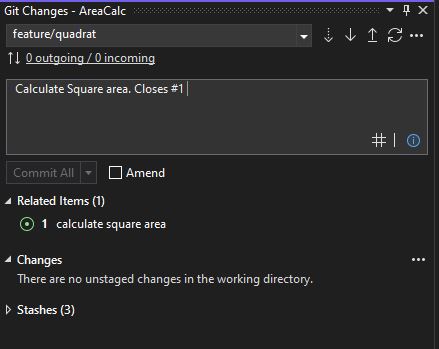 Git Changes - AreaCalc
feature/quadrat
0 outgoing / 0 incoming
Calculate Square area. Closes #1
Commit All
Amend
Related Items (1)
1 calculate square area
Changes
There are no unstaged changes in the working directory.
Stashes (3)